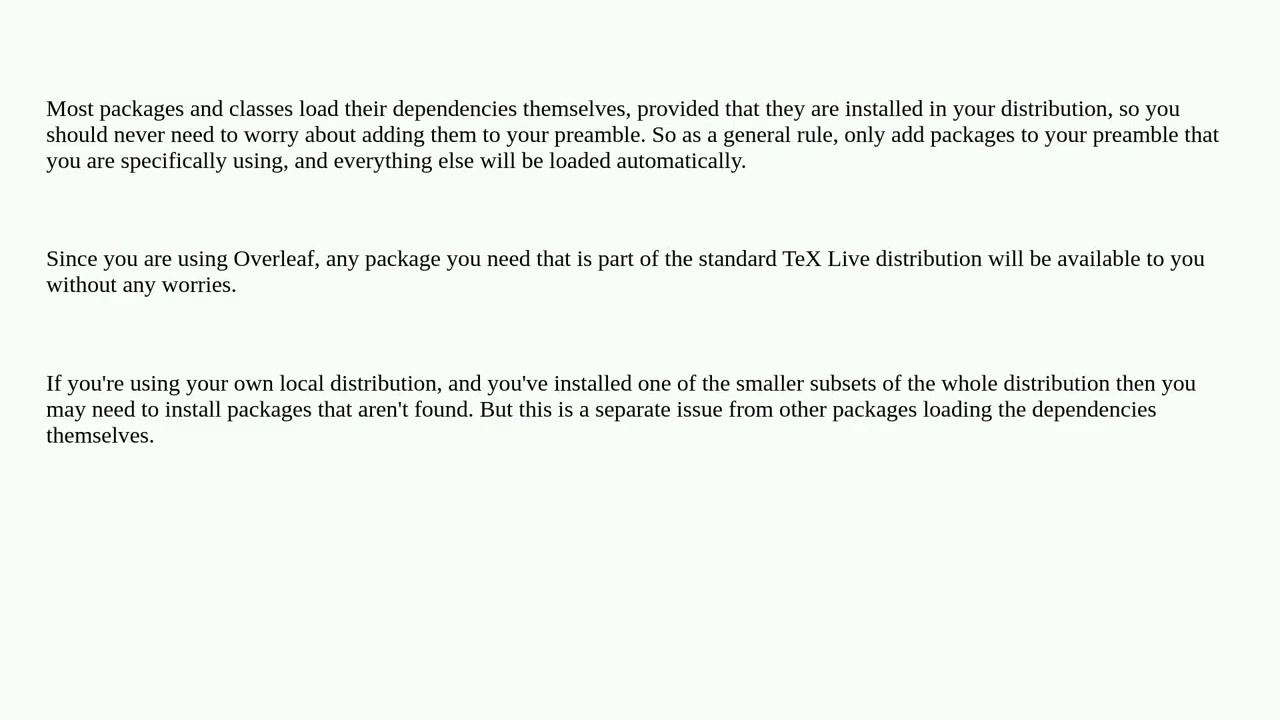 Most packages and classes load their dependencies themselves, provided that they are installed in your distribution, so you
should never need to worry about adding them to your preamble. So as a general rule, only add packages to your preamble that
you are specifically using, and everything else will be loaded automatically.
Since you are using Overleaf, any package you need that is part of the standard TeX Live distribution will be available to you
without any worries.
If you're using your own local distribution, and you've installed one of the smaller subsets of the whole distribution then you
may need to install packages that aren't found. But this is a separate issue from other packages loading the dependencies
themselves.